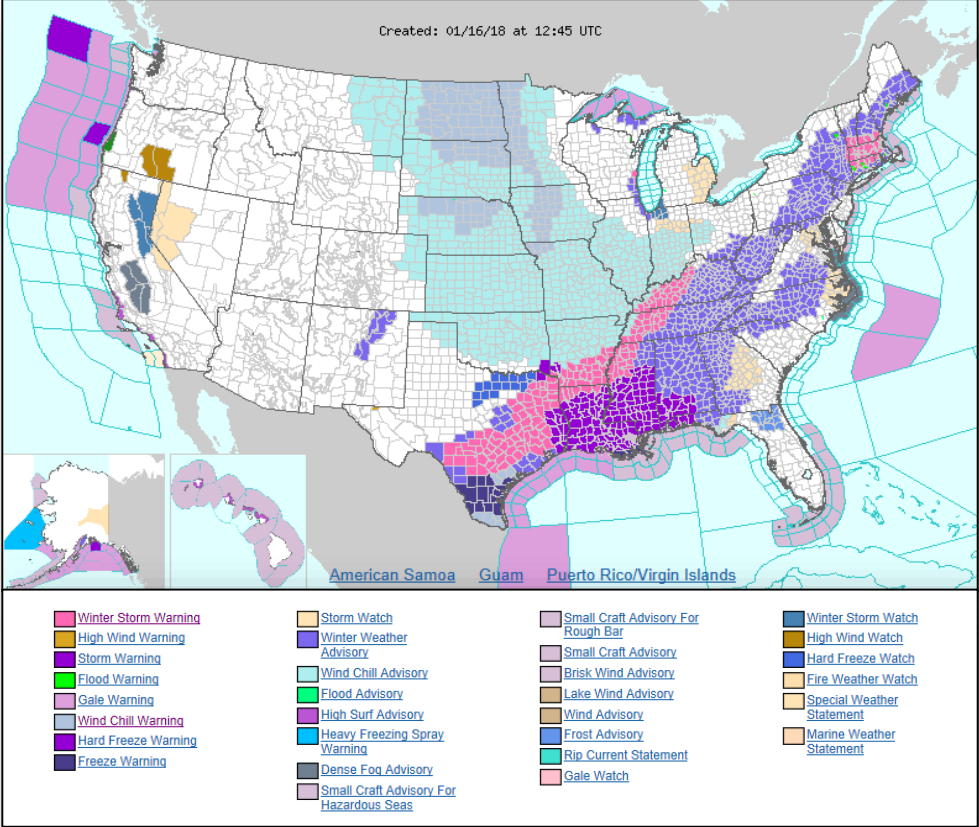 Created: 01/16/18 at 12:45 UTC
American Samoa Guam Puerto Rico/Virgin Islands
Winter Storm Warning
High Wind Warning
Storm Warning
Flood Warning
Gale Warning
Wind Chill Warning
Hard Freeze Warning
Freeze Warning
Storm Watch
Winter Weather
Advisory
Wind Chill Advisory
Flood Advisory
High Surf Advisory
Heavy Freezing Spray
Warning
Dense Fog Advisory
Small Craft Advisory For
Hazardous Seas
Small Craft Advisory For
Rough Bar
Small Craft Advisory
Brisk Wind Advisory
Lake Wind Advisory
Wind Advisory
Frost Advisory
Rip Current Statement
Gale Watch
Winter Storm Watch
High Wind Watch
Hard Freeze Watch
Fire Weather Watch
Special Weather
Statement
Marine Weather
Statement